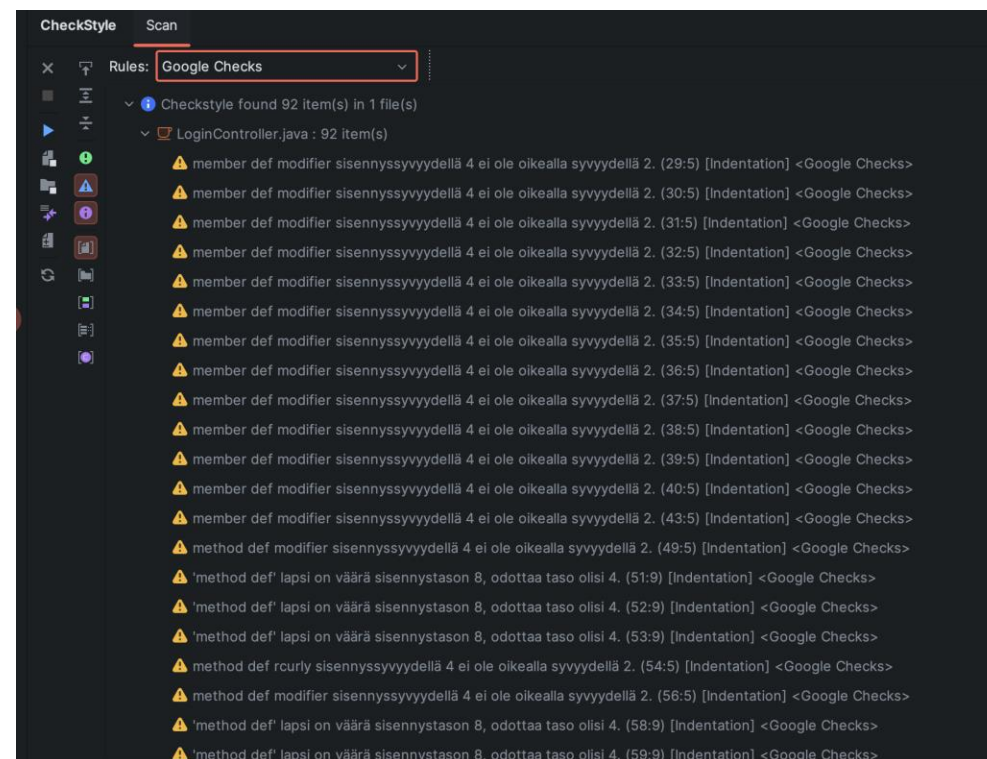 CheckStyle Scan
Rules: Google Checks
Checkstyle found 92 item(s) in 1 file(s)
LoginController.java : 92 item(s)
member def modifier sisennyssyvyydellä 4 ei ole oikealla syvyydellä 2. (29:5) [Indentation] <Google Checks>
member def modifier sisennyssyvyydellä 4 ei ole oikealla syvyydellä 2. (30:5) [Indentation] <Google Checks>
member def modifier sisennyssyvyydellä 4 ei ole oikealla syvyydellä 2. (31:5) [Indentation] <Google Checks>
member def modifier sisennyssyvyydellä 4 ei ole oikealla syvyydellä 2. (32:5) [Indentation] <Google Checks>
member def modifier sisennyssyvyydellä 4 ei ole oikealla syvyydellä 2. (33:5) [Indentation] <Google Checks>
member def modifier sisennyssyvyydellä 4 ei ole oikealla syvyydellä 2. (34:5) [Indentation] <Google Checks>
member def modifier sisennyssyvyydellä 4 ei ole oikealla syvyydellä 2. (35:5) [Indentation] <Google Checks>
member def modifier sisennyssyvyydellä 4 ei ole oikealla syvyydellä 2. (36:5) [Indentation] <Google Checks>
member def modifier sisennyssyvyydellä 4 ei ole oikealla syvyydellä 2. (37:5) [Indentation] <Google Checks>
member def modifier sisennyssyvyydellä 4 ei ole oikealla syvyydellä 2. (38:5) [Indentation] <Google Checks>
member def modifier sisennyssyvyydellä 4 ei ole oikealla syvyydellä 2. (39:5) [Indentation] <Google Checks>
member def modifier sisennyssyvyydellä 4 ei ole oikealla syvyydellä 2. (40:5) [Indentation] <Google Checks>
member def modifier sisennyssyvyydellä 4 ei ole oikealla syvyydellä 2. (43:5) [Indentation] <Google Checks>
method def modifier sisennyssyvyydellä 4 ei ole oikealla syvyydellä 2. (49:5) [Indentation] <Google Checks>
'method def' lapsi on väärä sisennystason 8, odottaa taso olisi 4. (51:9) [Indentation] <Google Checks>
'method def' lapsi on väärä sisennystason 8, odottaa taso olisi 4. (52:9) [Indentation] <Google Checks>
'method def' lapsi on väärä sisennystason 8, odottaa taso olisi 4. (53:9) [Indentation] <Google Checks>
method def rcurly sisennyssyvyydellä 4 ei ole oikealla syvyydellä 2. (54:5) [Indentation] <Google Checks>
method def modifier sisennyssyvyydellä 4 ei ole oikealla syvyydellä 2. (56:5) [Indentation] <Google Checks>
'method def' lapsi on väärä sisennystason 8, odottaa taso olisi 4. (58:9) [Indentation] <Google Checks>
'method def' lapsi on väärä sisennystason 8, odottaa taso olisi 4. (59:9) [Indentation] <Google Checks>